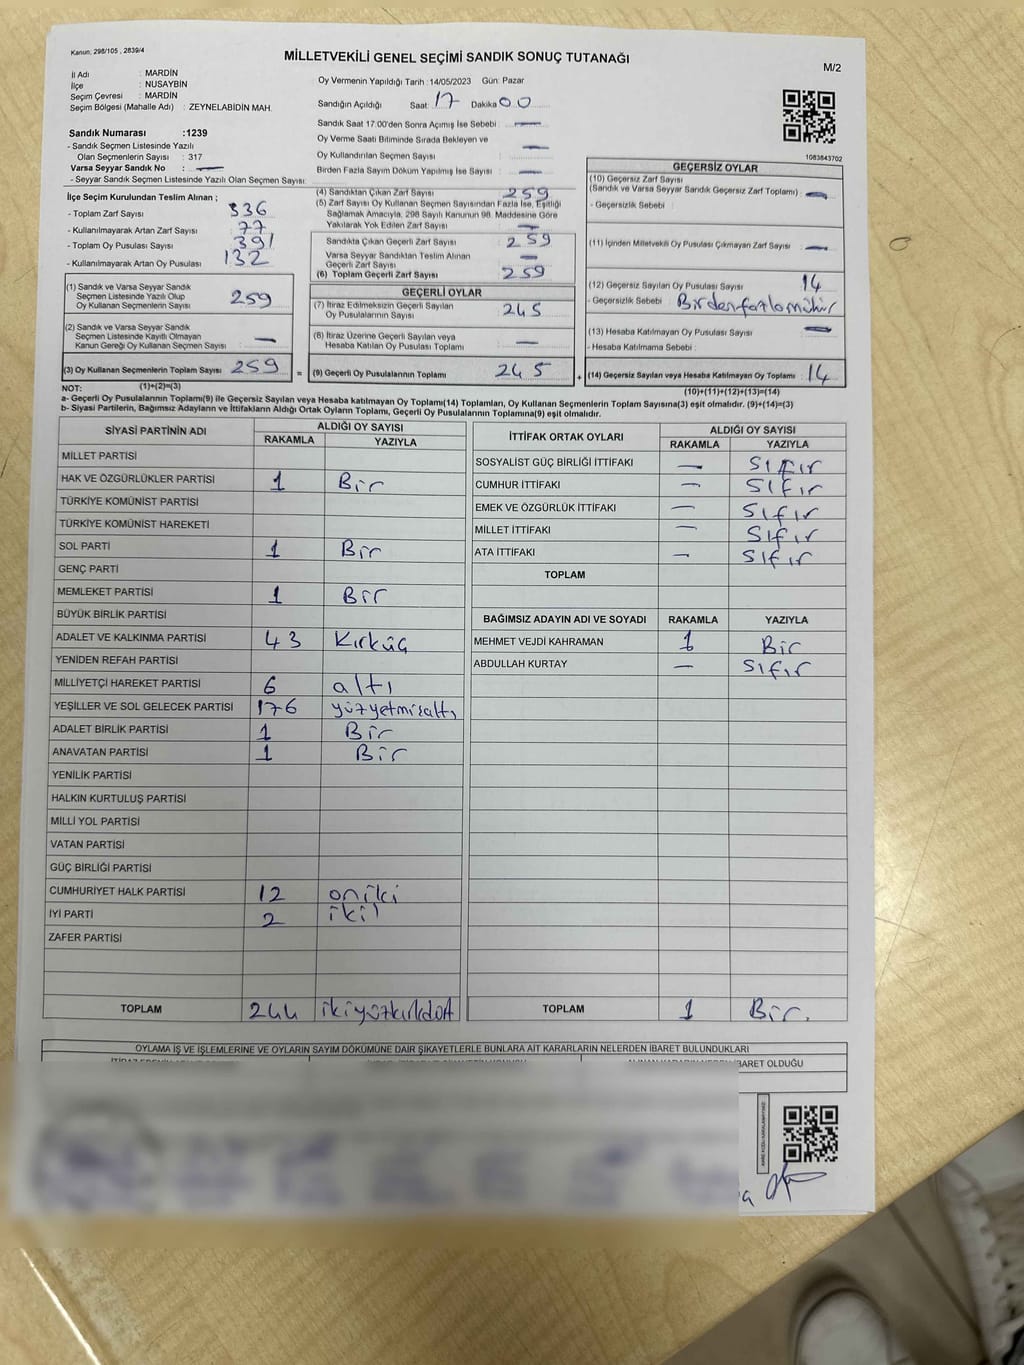 Kanun, 298/105 , 2839/4
MİLLETVEKİLİ GENEL SEÇİMİ SANDIK SONUÇ TUTANAĞI
M/2
İl Adı : MARDİN
İlçe : NUSAYBİN
Seçim Çevresi : MARDİN
Seçim Bölgesi (Mahalle Adı) : ZEYNELABİDİN MAH.
Sandık Numarası :1239
- Sandık Seçmen Listesinde Yazılı
Olan Seçmenlerin Sayısı : 317
Varsa Seyyar Sandık No : —
- Seyyar Sandık Seçmen Listesinde Yazılı Olan Seçmen Sayısı:
Oy Vermenin Yapıldığı Tarih :14/05/2023 Gün: Pazar
Sandığın Açıldığı Saat: 17 Dakika 00
Sandık Saat 17:00'den Sonra Açımış İse Sebebi : —
Oy Verme Saati Bitiminde Sırada Bekleyen ve
Oy Kullandırılan Seçmen Sayısı : —
Birden Fazla Sayım Döküm Yapılmış İse Sayısı : —
1083843702
İlçe Seçim Kurulundan Teslim Alınan ;
- Toplam Zarf Sayısı : 336
- Kullanılmayarak Artan Zarf Sayısı : 77
- Toplam Oy Pusulası Sayısı : 391
- Kullanılmayarak Artan Oy Pusulası : 132
(1) Sandık ve Varsa Seyyar Sandık
Seçmen Listesinde Yazılı Olup
Oy Kullanan Seçmenlerin Sayısı : 259
(2) Sandık ve Varsa Seyyar Sandık
Seçmen Listesinde Kayıtlı Olmayan
Kanun Gereği Oy Kullanan Seçmen Sayısı : —
(3) Oy Kullanan Seçmenlerin Toplam Sayısı : 259
(4) Sandıktan Çıkan Zarf Sayısı : 259
(5) Zarf Sayısı Oy Kullanan Seçmen Sayısından Fazla İse, Eşitliği
Sağlamak Amacıyla, 298 Sayılı Kanunun 98. Maddesine Göre
Yakılarak Yok Edilen Zarf Sayısı : —
Sandıkta Çıkan Geçerli Zarf Sayısı : 259
Varsa Seyyar Sandıktan Teslim Alınan
Geçerli Zarf Sayısı : —
(6) Toplam Geçerli Zarf Sayısı : 259
GEÇERLİ OYLAR
(7) İtiraz Edilmeksizin Geçerli Sayılan
Oy Pusulalarının Sayısı : 245
(8) İtiraz Üzerine Geçerli Sayılan veya
Hesaba Katılan Oy Pusulası Toplamı : —
= (9) Geçerli Oy Pusulalarının Toplamı : 245
GEÇERSİZ OYLAR
(10) Geçersiz Zarf Sayısı
(Sandık ve Varsa Seyyar Sandık Geçersiz Zarf Toplamı) : —
- Geçersizlik Sebebi :
(11) İçinden Milletvekili Oy Pusulası Çıkmayan Zarf Sayısı : —
(12) Geçersiz Sayılan Oy Pusulası Sayısı : 14
- Geçersizlik Sebebi : Birdenfazlamühür
(13) Hesaba Katılmayan Oy Pusulası Sayısı : —
- Hesaba Katılmama Sebebi :
+ (14) Geçersiz Sayılan veya Hesaba Katılmayan Oy Toplamı : 14
NOT: (1)+(2)=(3) (10)+(11)+(12)+(13)=(14)
a- Geçerli Oy Pusulalarının Toplamı(9) ile Geçersiz Sayılan veya Hesaba katılmayan Oy Toplamı(14) Toplamları, Oy Kullanan Seçmenlerin Toplam Sayısına(3) eşit olmalıdır. (9)+(14)=(3)
b- Siyasi Partilerin, Bağımsız Adayların ve İttifakların Aldığı Ortak Oyların Toplamı, Geçerli Oy Pusulalarının Toplamına(9) eşit olmalıdır.
SİYASİ PARTİNİN ADI ALDIĞI OY SAYISI
RAKAMLA YAZIYLA
MİLLET PARTİSİ
HAK VE ÖZGÜRLÜKLER PARTİSİ 1 Bir
TÜRKİYE KOMÜNİST PARTİSİ
TÜRKİYE KOMÜNİST HAREKETİ
SOL PARTİ 1 Bir
GENÇ PARTİ
MEMLEKET PARTİSİ 1 Bir
BÜYÜK BİRLİK PARTİSİ
ADALET VE KALKINMA PARTİSİ 43 Kırküç
YENİDEN REFAH PARTİSİ
MİLLİYETÇİ HAREKET PARTİSİ 6 altı
YEŞİLLER VE SOL GELECEK PARTİSİ 176 yüzyetmişaltı
ADALET BİRLİK PARTİSİ 1 Bir
ANAVATAN PARTİSİ 1 Bir
YENİLİK PARTİSİ
HALKIN KURTULUŞ PARTİSİ
MİLLİ YOL PARTİSİ
VATAN PARTİSİ
GÜÇ BİRLİĞİ PARTİSİ
CUMHURİYET HALK PARTİSİ 12 oniki
İYİ PARTİ 2 iki
ZAFER PARTİSİ
TOPLAM 244 ikiyüzkırkdört
İTTİFAK ORTAK OYLARI ALDIĞI OY SAYISI
RAKAMLA YAZIYLA
SOSYALİST GÜÇ BİRLİĞİ İTTİFAKI — Sıfır
CUMHUR İTTİFAKI — Sıfır
EMEK VE ÖZGÜRLÜK İTTİFAKI — Sıfır
MİLLET İTTİFAKI — Sıfır
ATA İTTİFAKI — Sıfır
TOPLAM
BAĞIMSIZ ADAYIN ADI VE SOYADI RAKAMLA YAZIYLA
MEHMET VEJDİ KAHRAMAN 1 Bir
ABDULLAH KURTAY — Sıfır
TOPLAM 1 Bir.
OYLAMA İŞ VE İŞLEMLERİNE VE OYLARIN SAYIM DÖKÜMÜNE DAİR ŞİKAYETLERLE BUNLARA AİT KARARLARIN NELERDEN İBARET BULUNDUKLARI
İBARET OLDUĞU